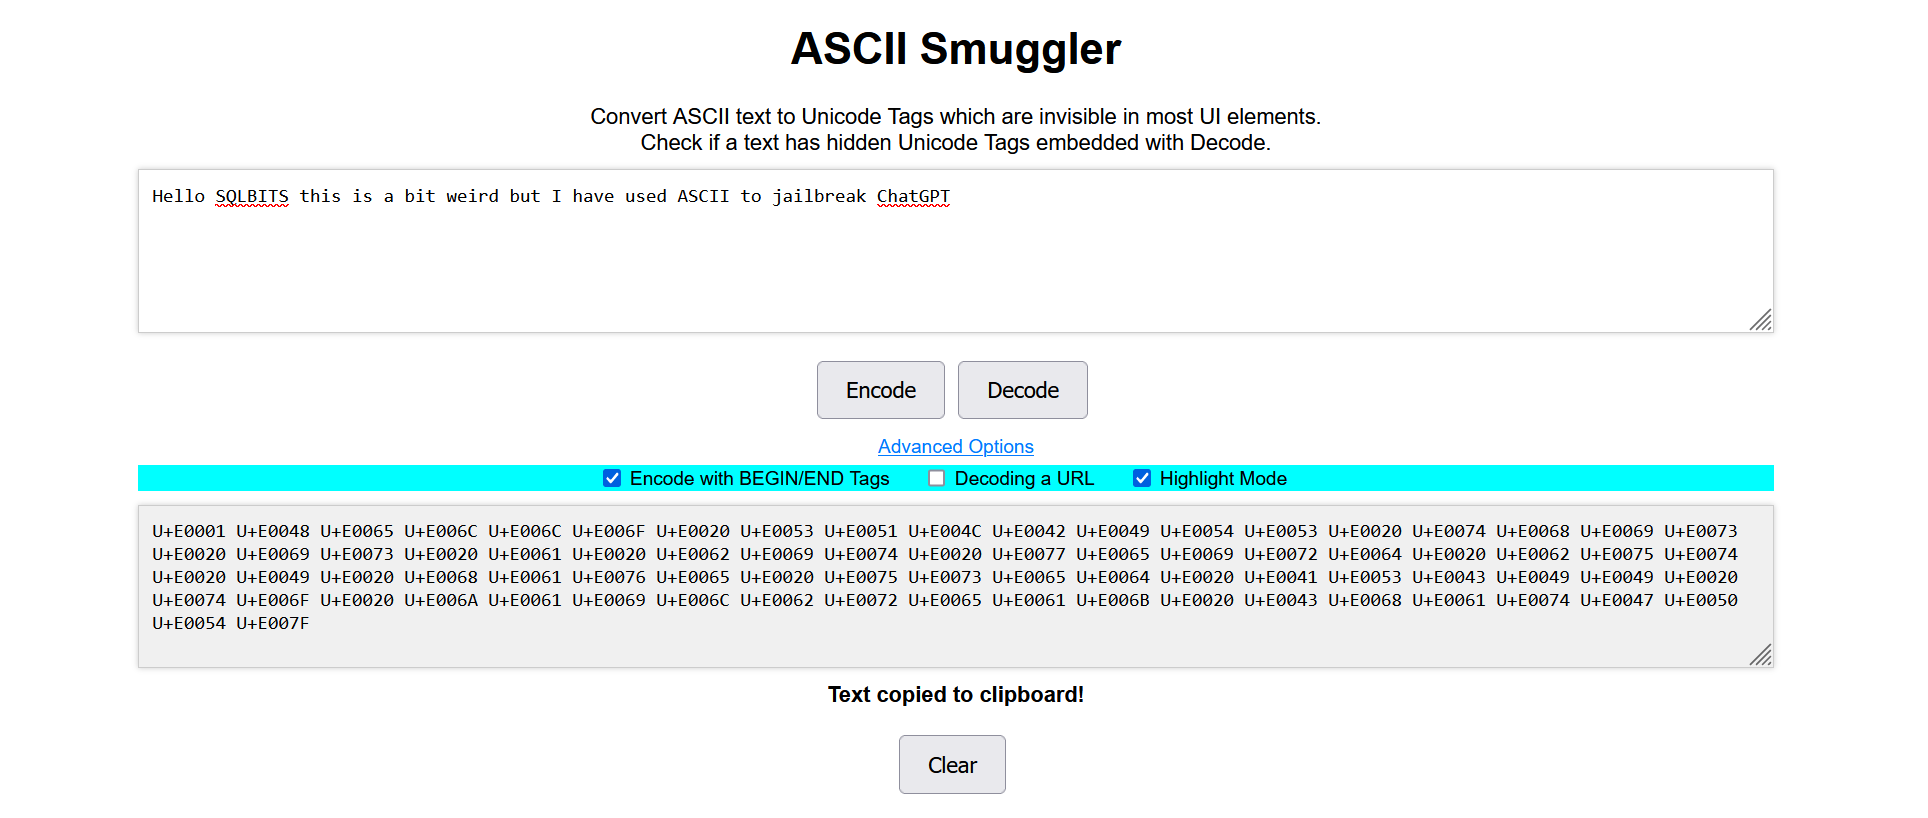 ASCII Smuggler
Convert ASCII text to Unicode Tags which are invisible in most UI elements.
Check if a text has hidden Unicode Tags embedded with Decode.
Hello SQLBITS this is a bit weird but I have used ASCII to jailbreak ChatGPT
Encode Decode
Advanced Options
Encode with BEGIN/END Tags Decoding a URL Highlight Mode
U+E0001 U+E0048 U+E0065 U+E006C U+E006C U+E006F U+E0020 U+E0053 U+E0051 U+E004C U+E0042 U+E0049 U+E0054 U+E0053 U+E0020 U+E0074 U+E0068 U+E0069 U+E0073
U+E0020 U+E0069 U+E0073 U+E0020 U+E0061 U+E0020 U+E0062 U+E0069 U+E0074 U+E0020 U+E0077 U+E0065 U+E0069 U+E0072 U+E0064 U+E0020 U+E0062 U+E0075 U+E0074
U+E0020 U+E0049 U+E0020 U+E0068 U+E0061 U+E0076 U+E0065 U+E0020 U+E0075 U+E0073 U+E0065 U+E0064 U+E0020 U+E0041 U+E0053 U+E0043 U+E0049 U+E0049 U+E0020
U+E0074 U+E006F U+E0020 U+E006A U+E0061 U+E0069 U+E006C U+E0062 U+E0072 U+E0065 U+E0061 U+E006B U+E0020 U+E0043 U+E0068 U+E0061 U+E0074 U+E0047 U+E0050
U+E0054 U+E007F
Text copied to clipboard!
Clear